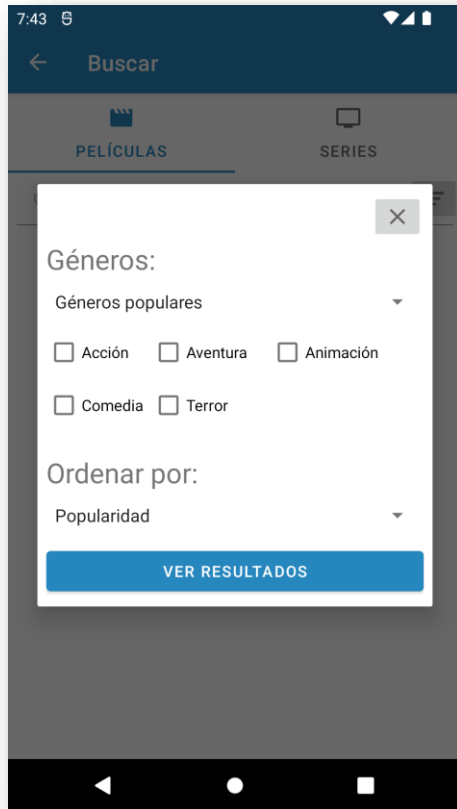 7:43
Buscar
PELÍCULAS SERIES
Géneros:
Géneros populares
Acción Aventura Animación
Comedia Terror
Ordenar por:
Popularidad
VER RESULTADOS